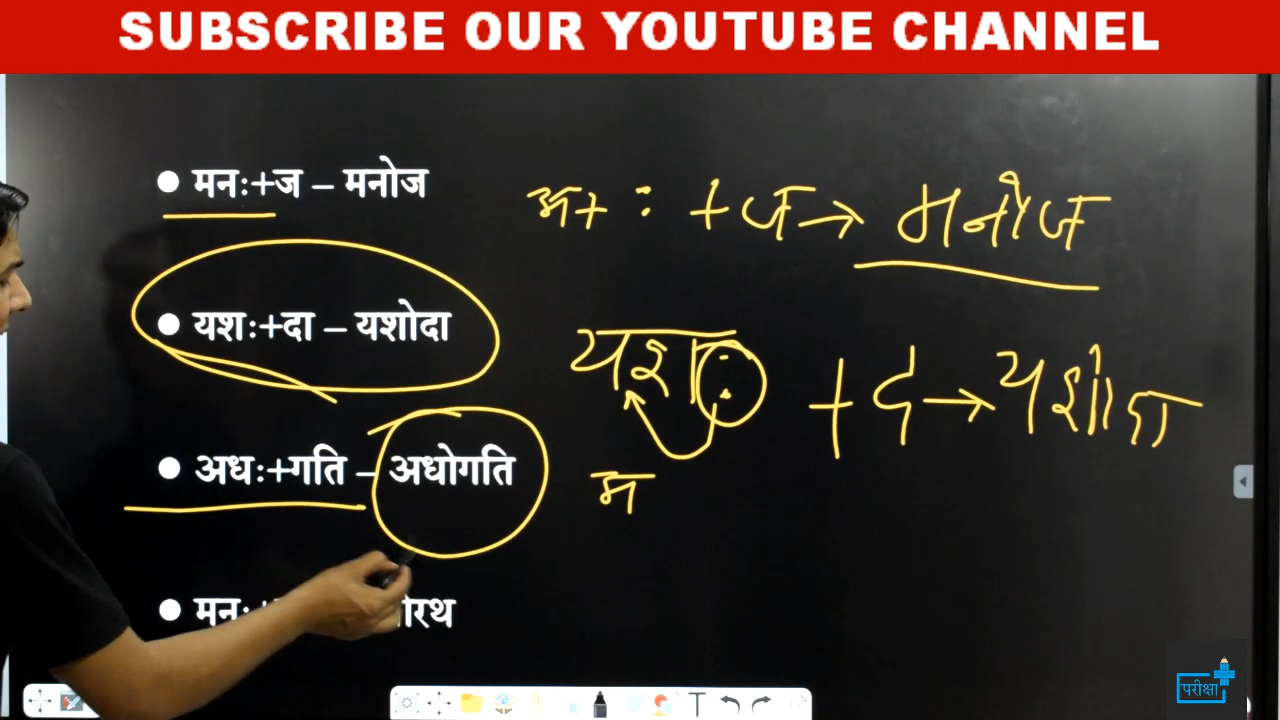 SUBSCRIBE OUR YOUTUBE CHANNEL
● मनः+ज – मनोज
अ+ : +ज → मनोज
● यशः+दा – यशोदा
यशः +द → यशोदा
● अधः+गति – अधोगति
अ
● मनः
रथ
परीक्षा
T